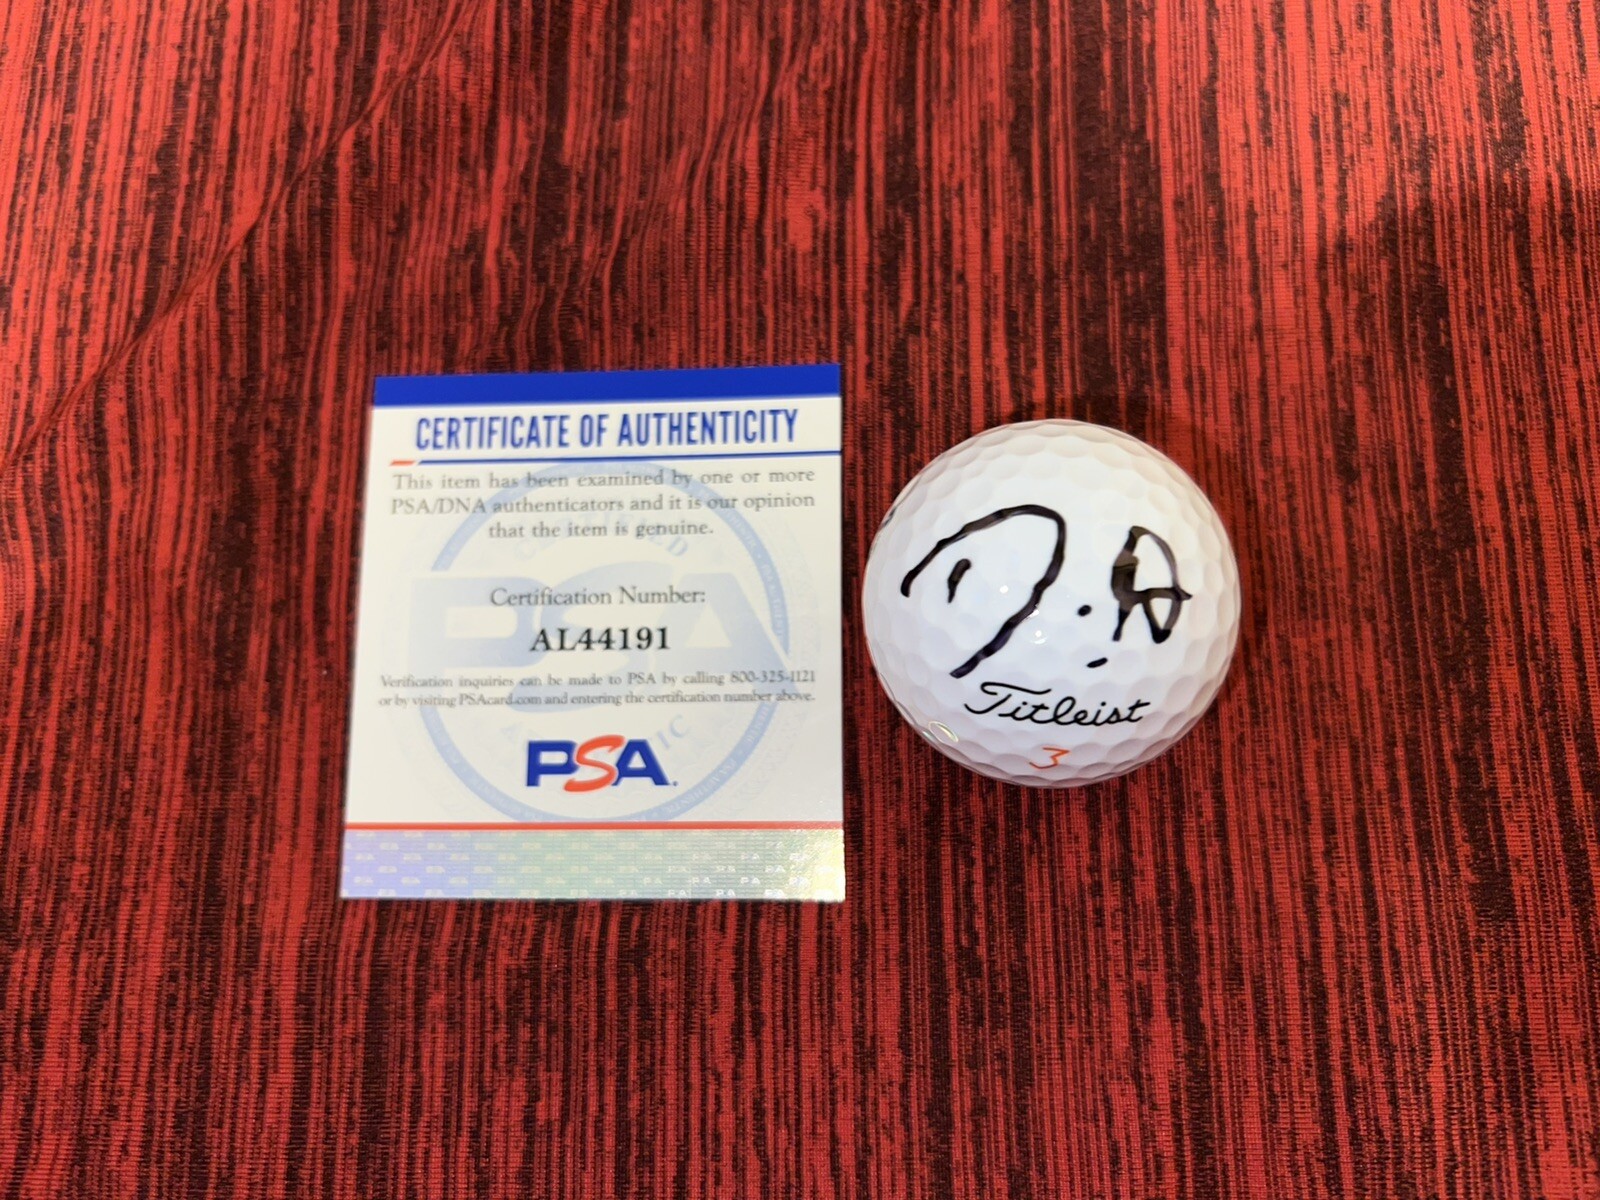 CERTIFICATE OF AUTHENTICITY
This item has been examined by one or more
PSA/DNA authenticators and it is our opinion
that the item is genuine.
Certification Number:
AL44191
Verification inquiries can be made to PSA by calling 800-325-1121
or by visiting PSAcard.com and entering the certification number above.
PSA
Titleist
3